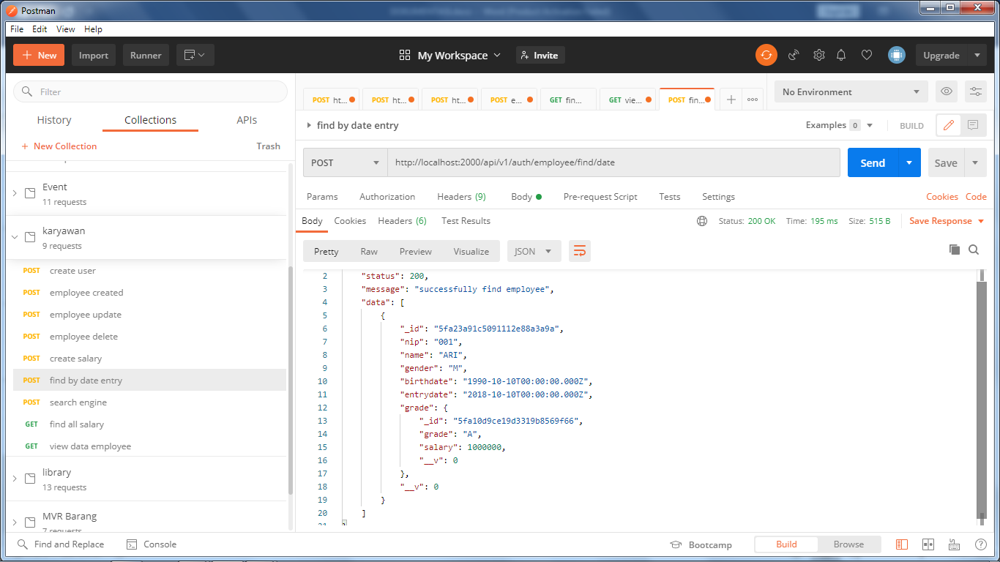 Postman
File Edit View Help
New Import Runner My Workspace Invite Upgrade
Filter
History Collections APIs
New Collection Trash
Event
11 requests
karyawan
9 requests
POST create user
POST employee created
POST employee update
POST employee delete
POST create salary
POST find by date entry
POST search engine
GET find all salary
GET view data employee
library
13 requests
MVR Barang
7 requests
POST ht... POST ht... POST ht... POST e... GET fin... GET vie... POST fin...
No Environment
find by date entry Examples 0 BUILD
POST http://localhost:2000/api/v1/auth/employee/find/date Send Save
Params Authorization Headers (9) Body Pre-request Script Tests Settings Cookies Code
Body Cookies Headers (6) Test Results Status: 200 OK Time: 195 ms Size: 515 B Save Response
Pretty Raw Preview Visualize JSON
2 "status": 200,
3 "message": "successfully find employee",
4 "data": [
5 {
6 "_id": "5fa23a91c5091112e88a3a9a",
7 "nip": "001",
8 "name": "ARI",
9 "gender": "M",
10 "birthdate": "1990-10-10T00:00:00.000Z",
11 "entrydate": "2018-10-10T00:00:00.000Z",
12 "grade": {
13 "_id": "5fa10d9ce19d3319b8569f66",
14 "grade": "A",
15 "salary": 1000000,
16 "__v": 0
17 },
18 "__v": 0
19 }
20 ]
21 }
Find and Replace Console Bootcamp Build Browse